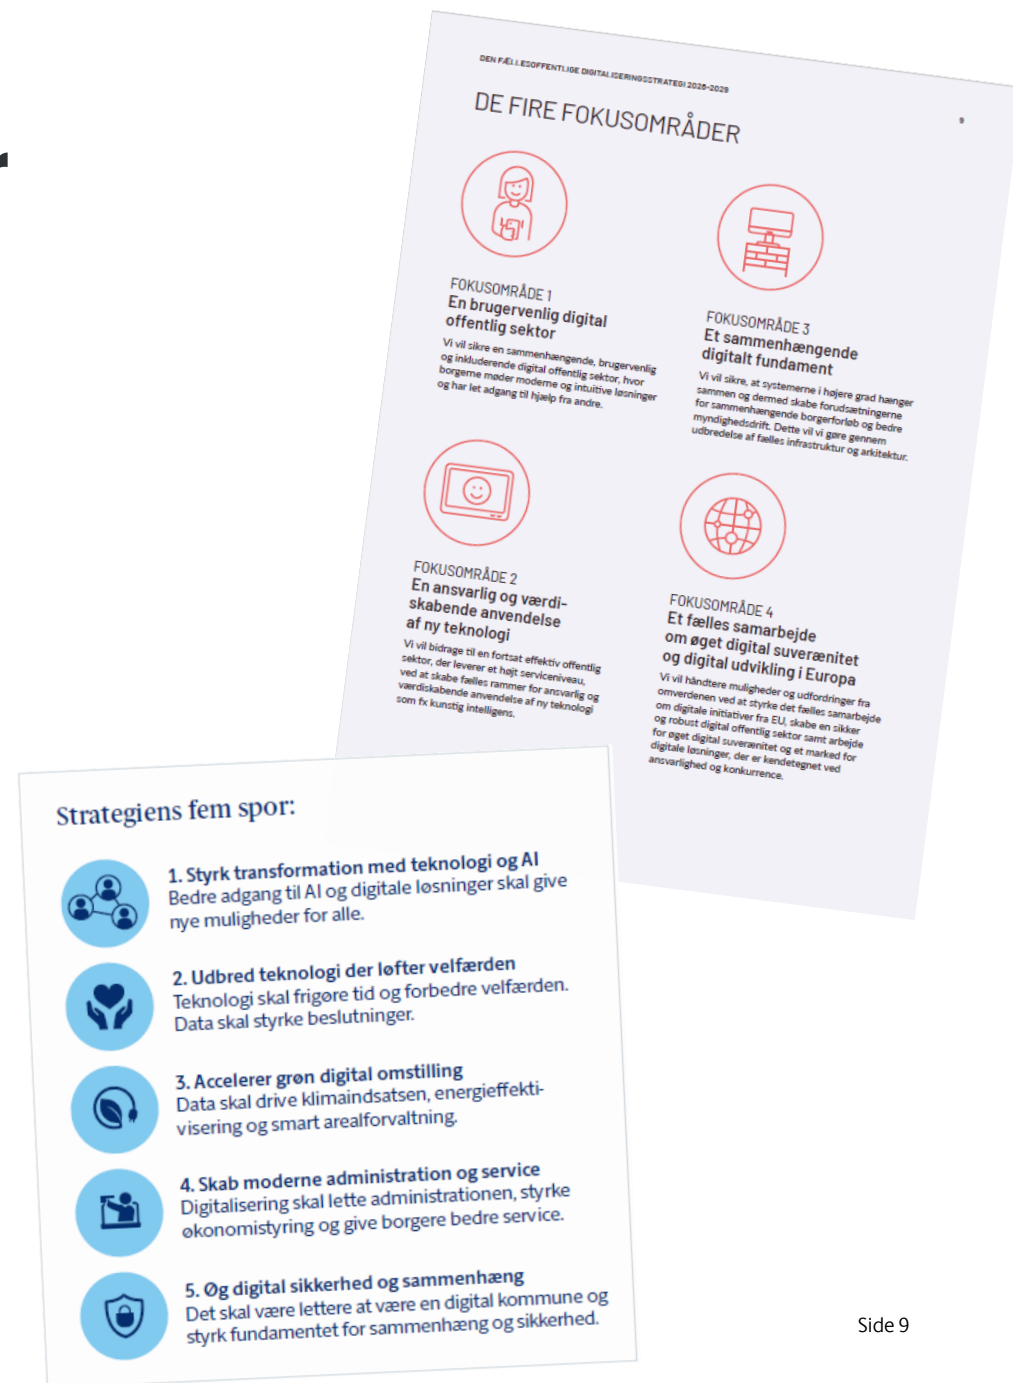 DEN FÆLLESOFFENTLIGE DIGITALISERINGSSTRATEGI 2026-2029
9
DE FIRE FOKUSOMRÅDER
FOKUSOMRÅDE 1
En brugervenlig digital
offentlig sektor
Vi vil sikre en sammenhængende, brugervenlig
og inkluderende digital offentlig sektor, hvor
borgerne møder moderne og intuitive løsninger
og har let adgang til hjælp fra andre.
FOKUSOMRÅDE 3
Et sammenhængende
digitalt fundament
Vi vil sikre, at systemerne i højere grad hænger
sammen og dermed skabe forudsætningerne
for sammenhængende borgerforløb og bedre
myndighedsdrift. Dette vil vi gøre gennem
udbredelse af fælles infrastruktur og arkitektur.
FOKUSOMRÅDE 2
En ansvarlig og værdi-
skabende anvendelse
af ny teknologi
Vi vil bidrage til en fortsat effektiv offentlig
sektor, der leverer et højt serviceniveau,
ved at skabe fælles rammer for ansvarlig og
værdiskabende anvendelse af ny teknologi
som fx kunstig intelligens.
FOKUSOMRÅDE 4
Et fælles samarbejde
om øget digital suverænitet
og digital udvikling i Europa
Vi vil håndtere muligheder og udfordringer fra
omverdenen ved at styrke det fælles samarbejde
om digitale initiativer fra EU, skabe en sikker
og robust digital offentlig sektor samt arbejde
for øget digital suverænitet og et marked for
digitale løsninger, der er kendetegnet ved
ansvarlighed og konkurrence.
Strategiens fem spor:
1. Styrk transformation med teknologi og AI
Bedre adgang til AI og digitale løsninger skal give
nye muligheder for alle.
2. Udbred teknologi der løfter velfærden
Teknologi skal frigøre tid og forbedre velfærden.
Data skal styrke beslutninger.
3. Accelerer grøn digital omstilling
Data skal drive klimaindsatsen, energieffekti-
visering og smart arealforvaltning.
4. Skab moderne administration og service
Digitalisering skal lette administrationen, styrke
økonomistyring og give borgere bedre service.
5. Øg digital sikkerhed og sammenhæng
Det skal være lettere at være en digital kommune og
styrk fundamentet for sammenhæng og sikkerhed.
Side 9